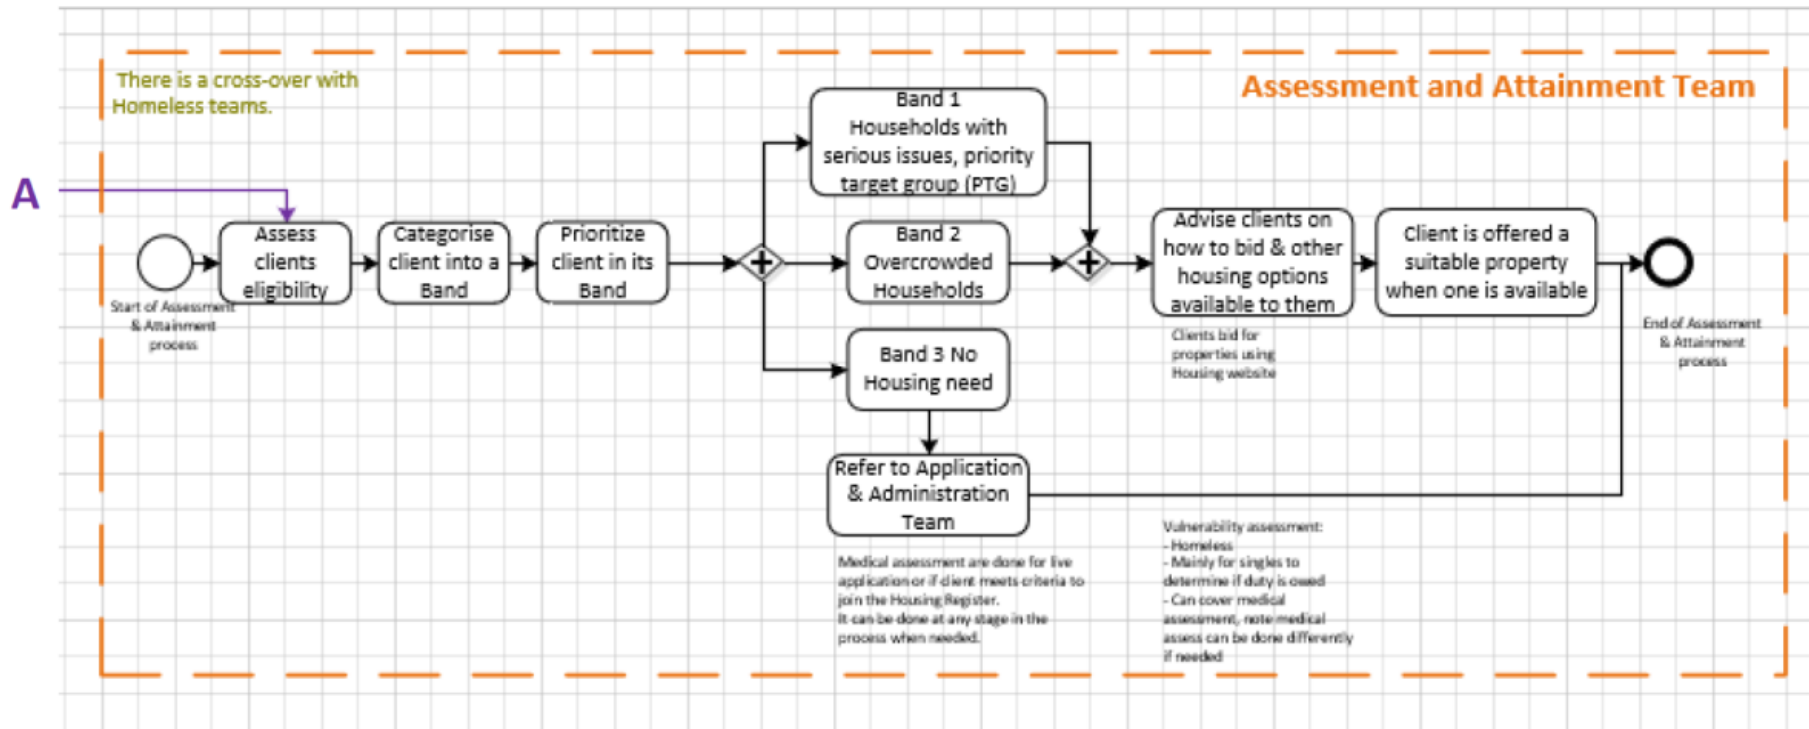 There is a cross-over with
Homeless teams.
Assessment and Attainment Team
A
Start of Assessment
& Attainment
process
Assess
clients
eligibility
Categorise
client into a
Band
Prioritize
client in its
Band
Band 1
Households with
serious issues, priority
target group (PTG)
Band 2
Overcrowded
Households
Band 3 No
Housing need
Refer to Application
& Administration
Team
Medical assessment are done for live
application or if client meets criteria to
join the Housing Register.
It can be done at any stage in the
process when needed.
Advise clients on
how to bid & other
housing options
available to them
Clients bid for
properties using
Housing website
Client is offered a
suitable property
when one is available
End of Assessment
& Attainment
process
Vulnerability assessment:
- Homeless
- Mainly for singles to
determine if duty is owed
- Can cover medical
assessment, note medical
assess can be done differently
if needed